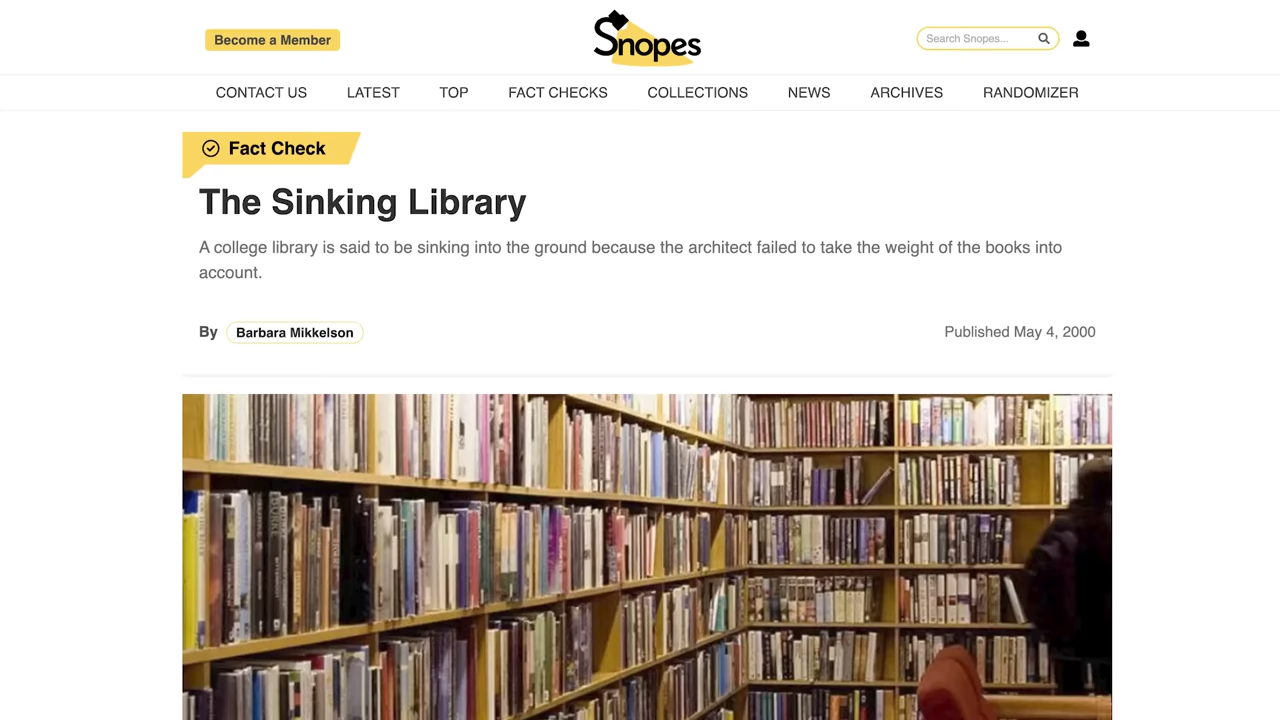 Become a Member
Snopes
Search Snopes...
CONTACT US LATEST TOP FACT CHECKS COLLECTIONS NEWS ARCHIVES RANDOMIZER
Fact Check
The Sinking Library
A college library is said to be sinking into the ground because the architect failed to take the weight of the books into
account.
By Barbara Mikkelson
Published May 4, 2000